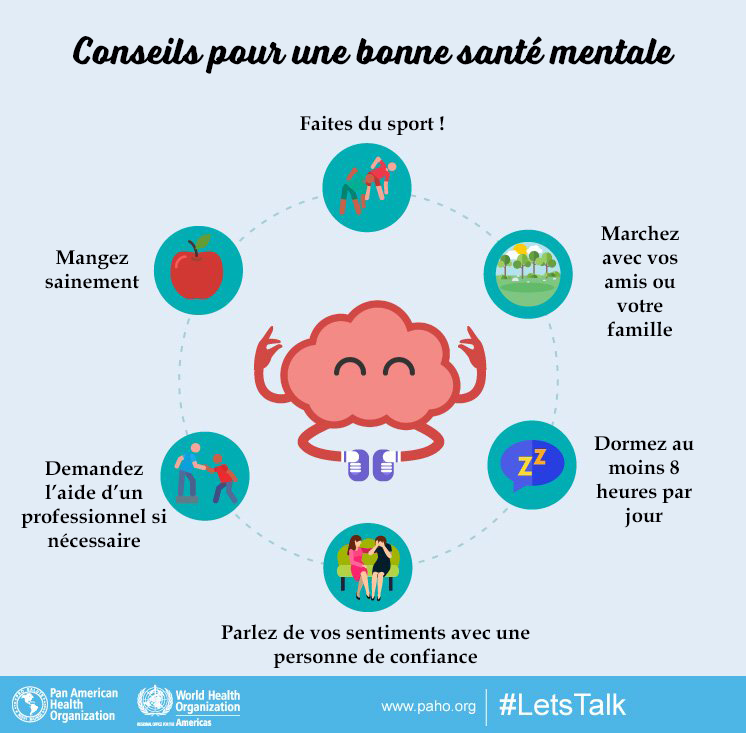 Conseils pour une bonne santé mentale
Faites du sport !
Marchez
avec vos
amis ou
votre
famille
Mangez
sainement
Dormez au
moins 8
heures par
jour
zz
Demandez
l'aide d'un
professionnel si
nécessaire
Parlez de vos sentiments avec une
personne de confiance
Pan American
Health
Organization
World Health
Organization
REGIONAL OFFICE FOR THE Americas
www.paho.org
#LetsTalk